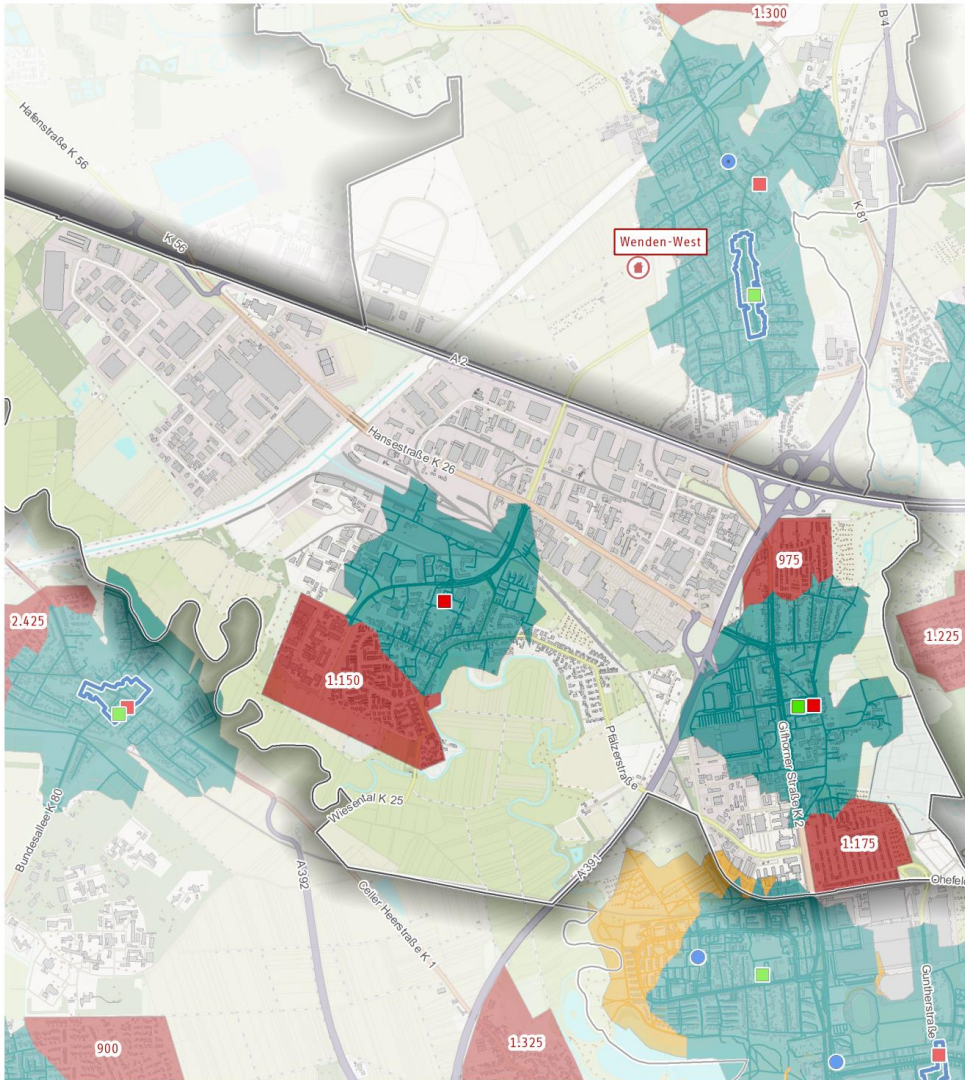 1.300
B 4
Hafenstraße K 56
K 81
K 56
Wenden-West
A 2
Hansestraße K 26
975
2.425
1.225
1.150
Pfälzerstraße
Gifhorner Straße K 2
Wiesental K 25
Bundesallee K 80
1.175
A 392
A 391
Celler Heerstraße K 1
Ohefeld
Guntherstraße
900
1.325